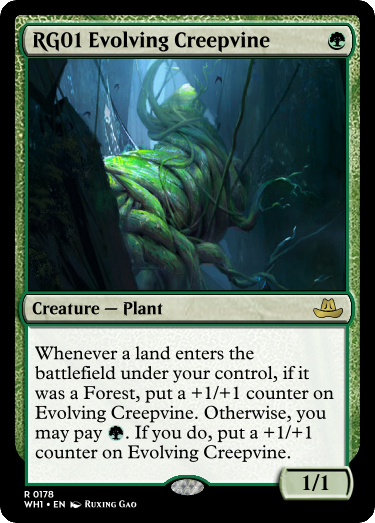 RG01 Evolving Creepvine
Creature — Plant
Whenever a land enters the
battlefield under your control, if it
was a Forest, put a +1/+1 counter on
Evolving Creepvine. Otherwise, you
may pay . If you do, put a +1/+1
counter on Evolving Creepvine.
1/1
R 0178
WH1 • EN Ruxing Gao